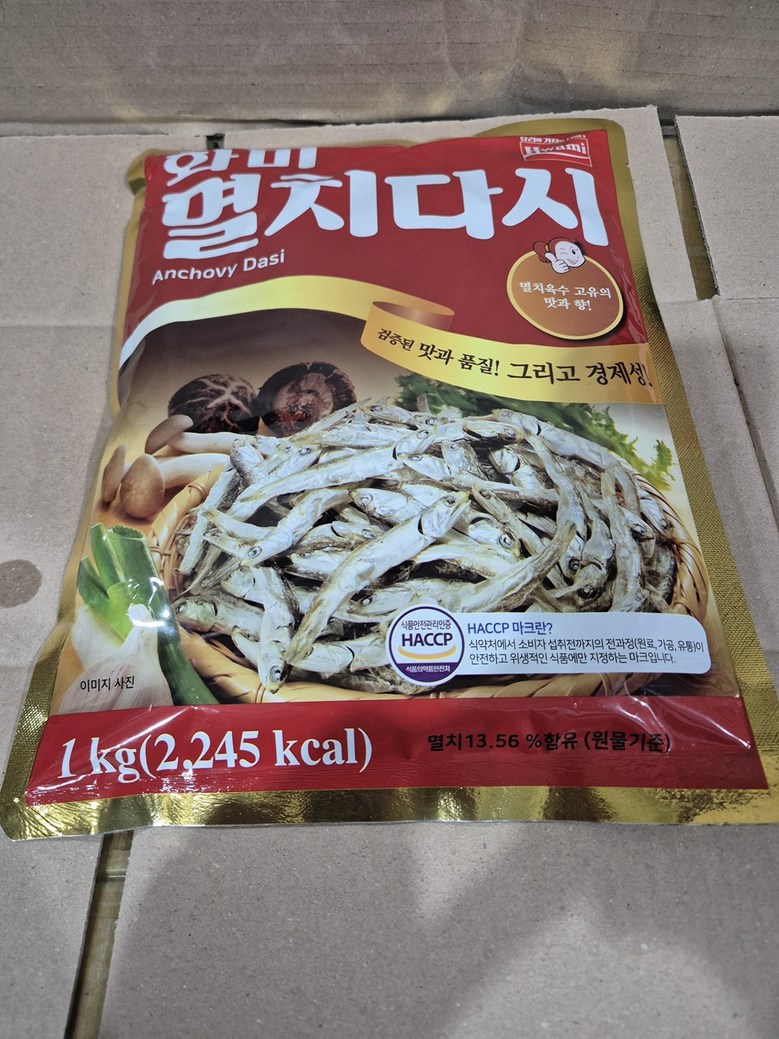 Hwami
화미
멸치다시
Anchovy Dasi
멸치육수 고유의
맛과 향!
검증된 맛과 품질! 그리고 경제성!
식품안전관리인증
HACCP
식품의약품안전처
HACCP 마크란?
식약처에서 소비자 섭취전까지의 전과정(원료, 가공, 유통)이
안전하고 위생적인 식품에만 지정하는 마크입니다.
이미지 사진
1 kg(2,245 kcal)
멸치13.56 %함유 (원물기준)